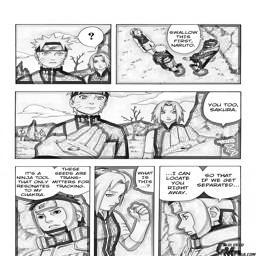 ?
SWALLOW
THIS
FIRST,
NARUTO.
YOU TOO,
SAKURA.
IT'S A
NINJA TOOL
THAT ONLY
RESONATES
TO MY
CHAKRA.
THESE
SEEDS ARE
TRANS-
MITTERS FOR
TRACKING.
WHAT
IS THIS
...?
...I
CAN
LOCATE
YOU
RIGHT
AWAY.
SO THAT
IF WE GET
SEPARATED...